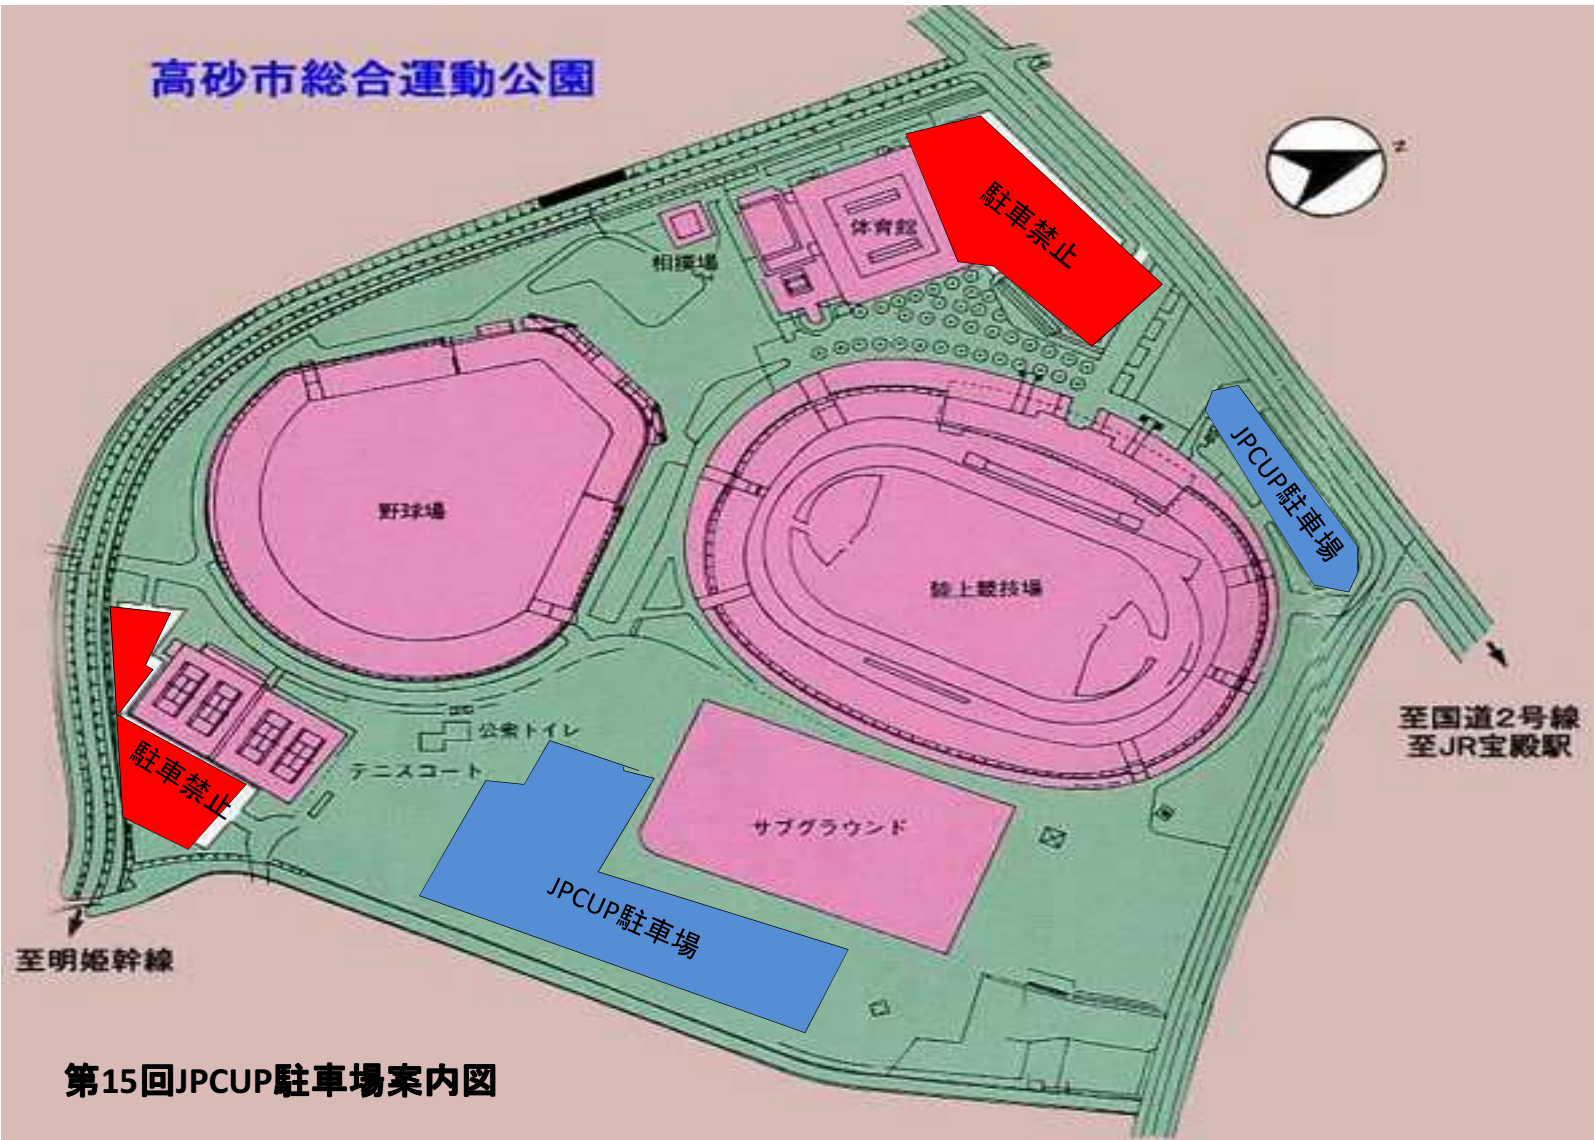 高砂市総合運動公園
駐車禁止
体育館
相撲場
JPCUP駐車場
野球場
陸上競技場
至国道2号線
至JR宝殿駅
公衆トイレ
テニスコート
駐車禁止
サブグラウンド
JPCUP駐車場
至明姫幹線
第15回JPCUP駐車場案内図